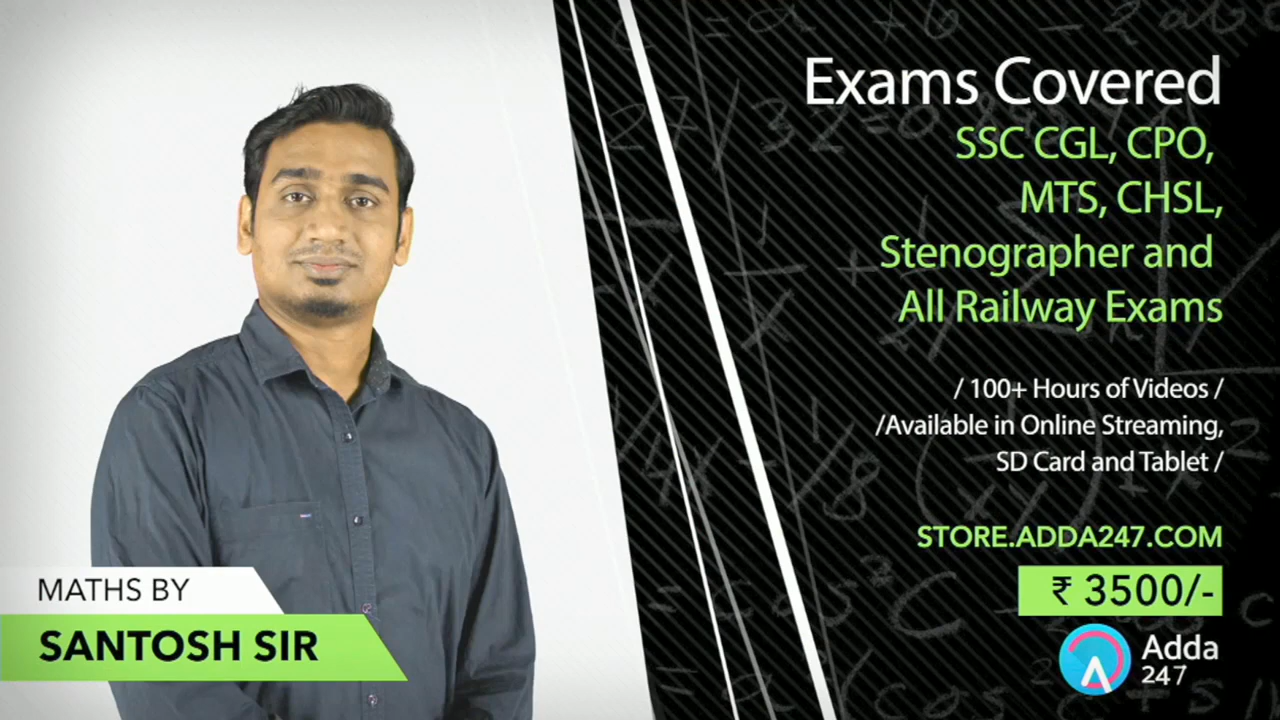 Exams Covered
SSC CGL, CPO,
MTS, CHSL,
Stenographer and
All Railway Exams
/ 100+ Hours of Videos /
/Available in Online Streaming,
SD Card and Tablet /
STORE.ADDA247.COM
₹ 3500/-
Adda
247
MATHS BY
SANTOSH SIR